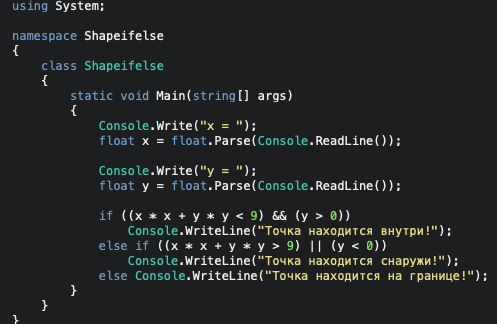 using System;
namespace Shapeifelse
{
class Shapeifelse
{
static void Main(string[] args)
{
Console.Write("x = ");
float x = float.Parse(Console.ReadLine());
Console.Write("y = ");
float y = float.Parse(Console.ReadLine());
if ((x * x + y * y < 9) && (y > 0))
Console.WriteLine("Точка находится внутри!");
else if ((x * x + y * y > 9) || (y < 0))
Console.WriteLine("Точка находится снаружи!");
else Console.WriteLine("Точка находится на границе!");
}
}
}